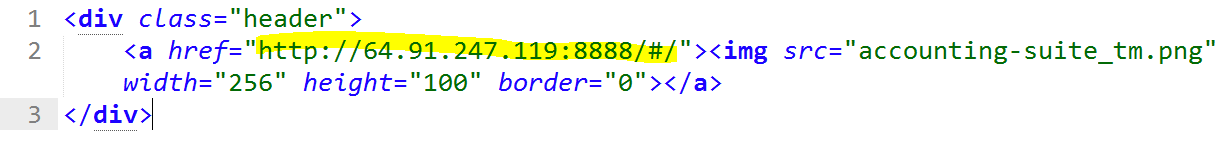 1 <div class="header">
2 <a href="http://64.91.247.119:8888/#/"><img src="accounting-suite_tm.png"
width="256" height="100" border="0"></a>
3 </div>